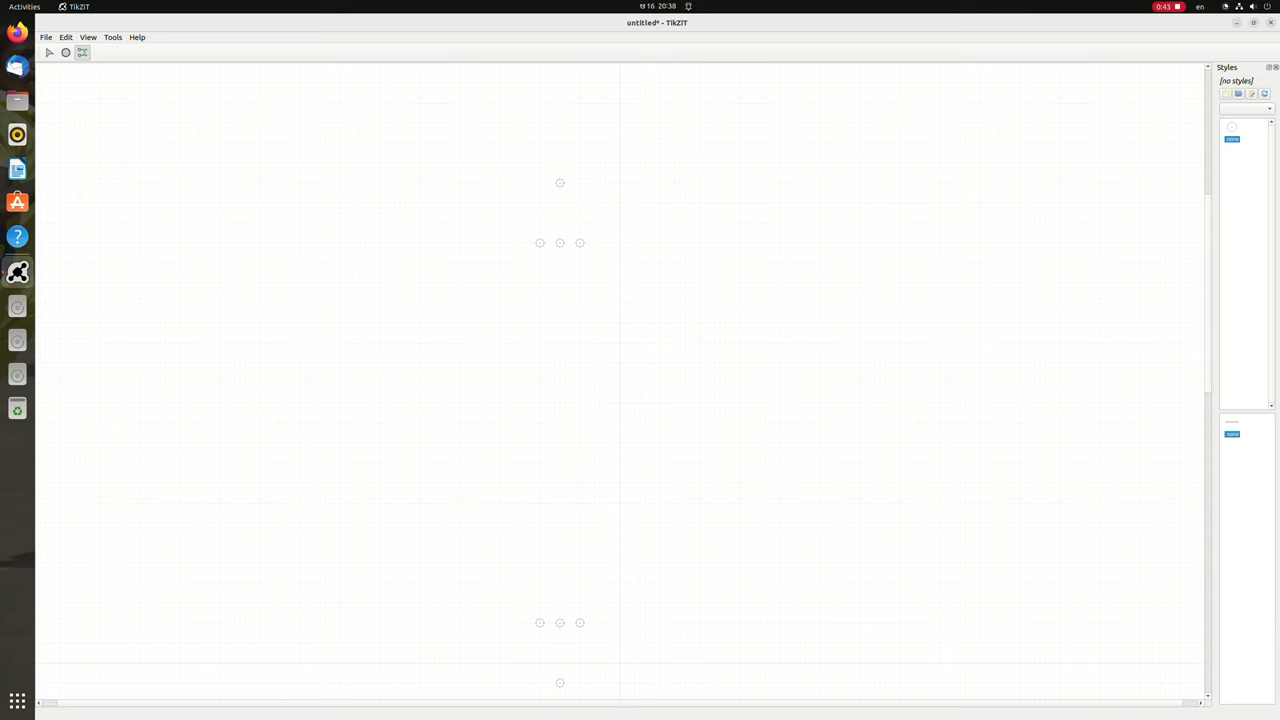 Activities TikZiT 16 20:38 0:43 en
untitled* - TikZiT
File Edit View Tools Help
Styles
[no styles]
none
none